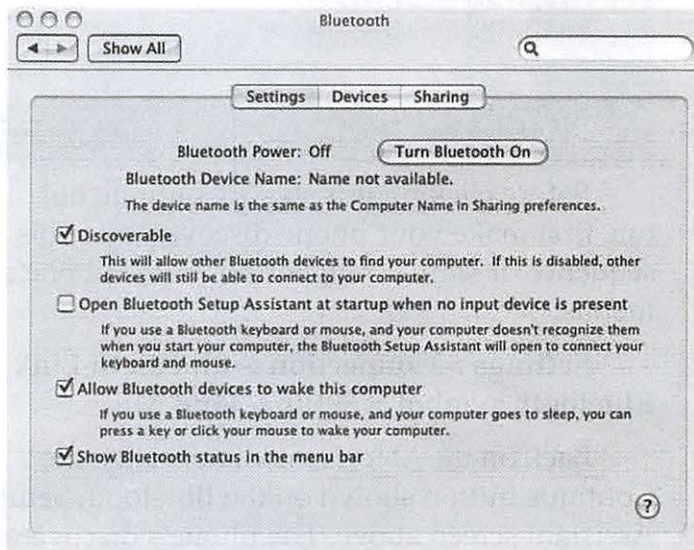 Bluetooth
Show All
Settings Devices Sharing
Bluetooth Power: Off Turn Bluetooth On
Bluetooth Device Name: Name not available.
The device name is the same as the Computer Name in Sharing preferences.
Discoverable
This will allow other Bluetooth devices to find your computer. If this is disabled, other
devices will still be able to connect to your computer.
Open Bluetooth Setup Assistant at startup when no input device is present
If you use a Bluetooth keyboard or mouse, and your computer doesn't recognize them
when you start your computer, the Bluetooth Setup Assistant will open to connect your
keyboard and mouse.
Allow Bluetooth devices to wake this computer
If you use a Bluetooth keyboard or mouse, and your computer goes to sleep, you can
press a key or click your mouse to wake your computer.
Show Bluetooth status in the menu bar
?